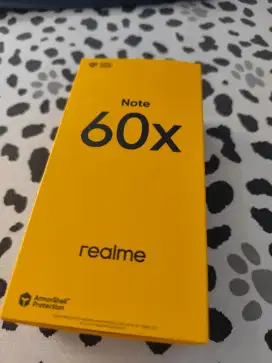 Note
60x
realme
ArmorShell
Protection